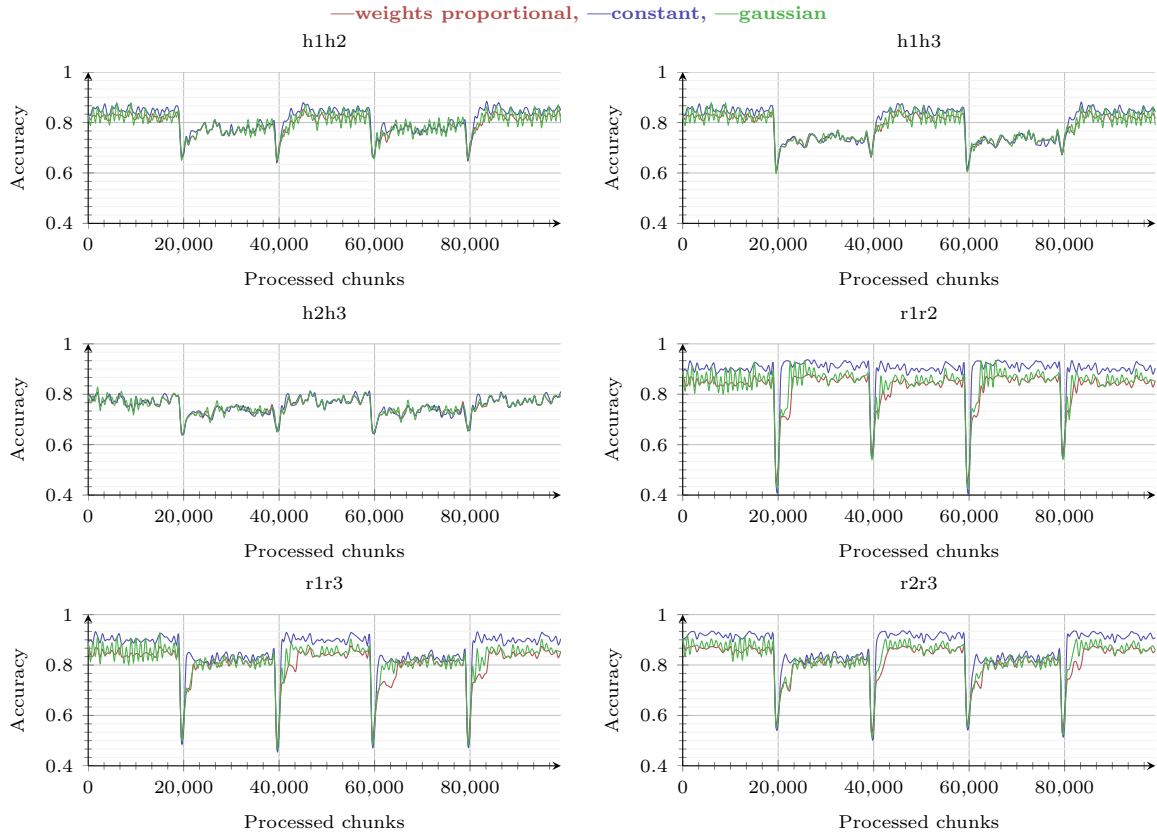 —weights proportional, —constant, —gaussian
h1h2
1
0.8
0.6
0.4
Accuracy
0 20,000 40,000 60,000 80,000
Processed chunks
h1h3
1
0.8
0.6
0.4
Accuracy
0 20,000 40,000 60,000 80,000
Processed chunks
h2h3
1
0.8
0.6
0.4
Accuracy
0 20,000 40,000 60,000 80,000
Processed chunks
r1r2
1
0.8
0.6
0.4
Accuracy
0 20,000 40,000 60,000 80,000
Processed chunks
r1r3
1
0.8
0.6
0.4
Accuracy
0 20,000 40,000 60,000 80,000
Processed chunks
r2r3
1
0.8
0.6
0.4
Accuracy
0 20,000 40,000 60,000 80,000
Processed chunks